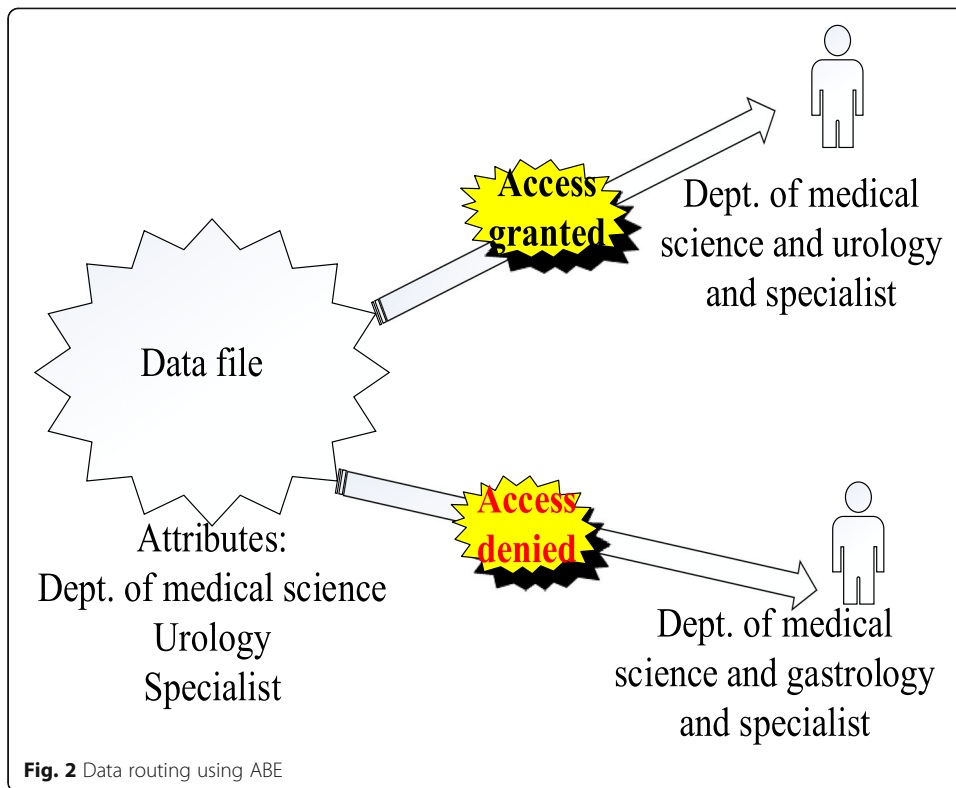 Access
granted
Dept. of medical
science and urology
and specialist
Data file
Attributes:
Dept. of medical science
Urology
Specialist
Access
denied
Dept. of medical
science and gastrology
and specialist
Fig. 2 Data routing using ABE